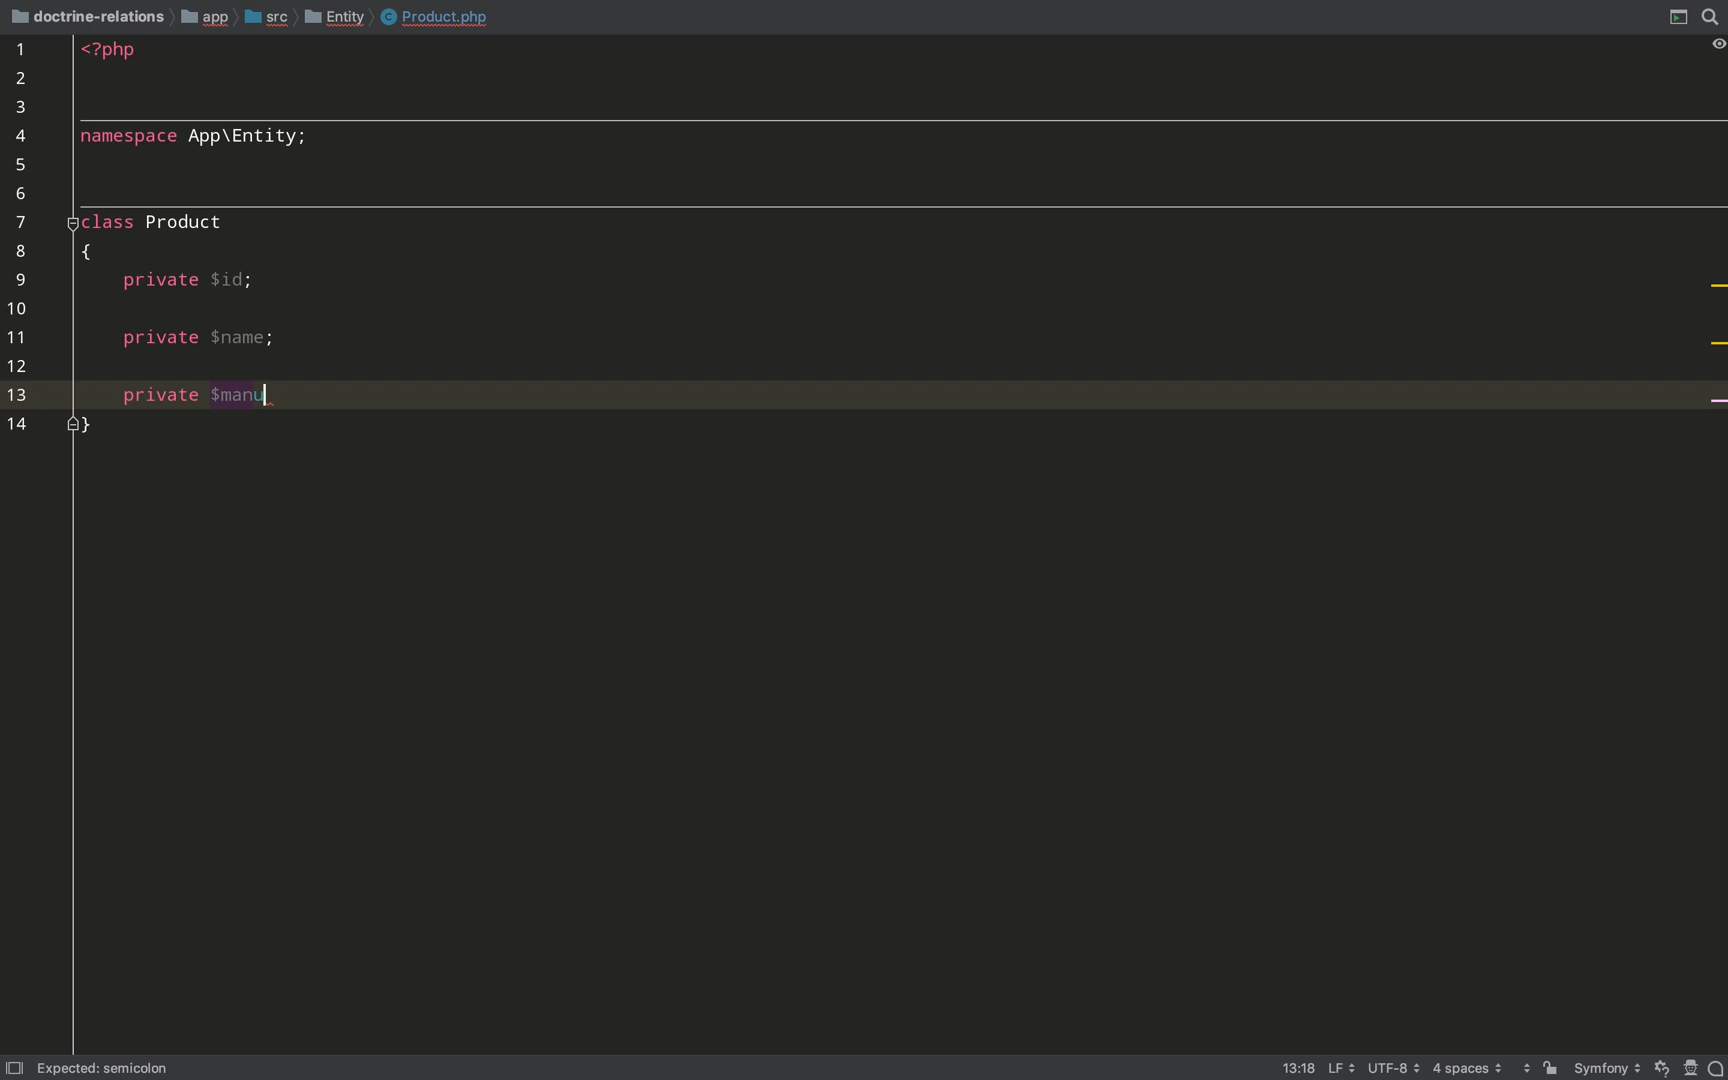 doctrine-relations app src Entity Product.php
1 <?php
2
3
4 namespace App\Entity;
5
6
7 class Product
8 {
9 private $id;
10
11 private $name;
12
13 private $manu
14 }
Expected: semicolon 13:18 LF UTF-8 4 spaces Symfony